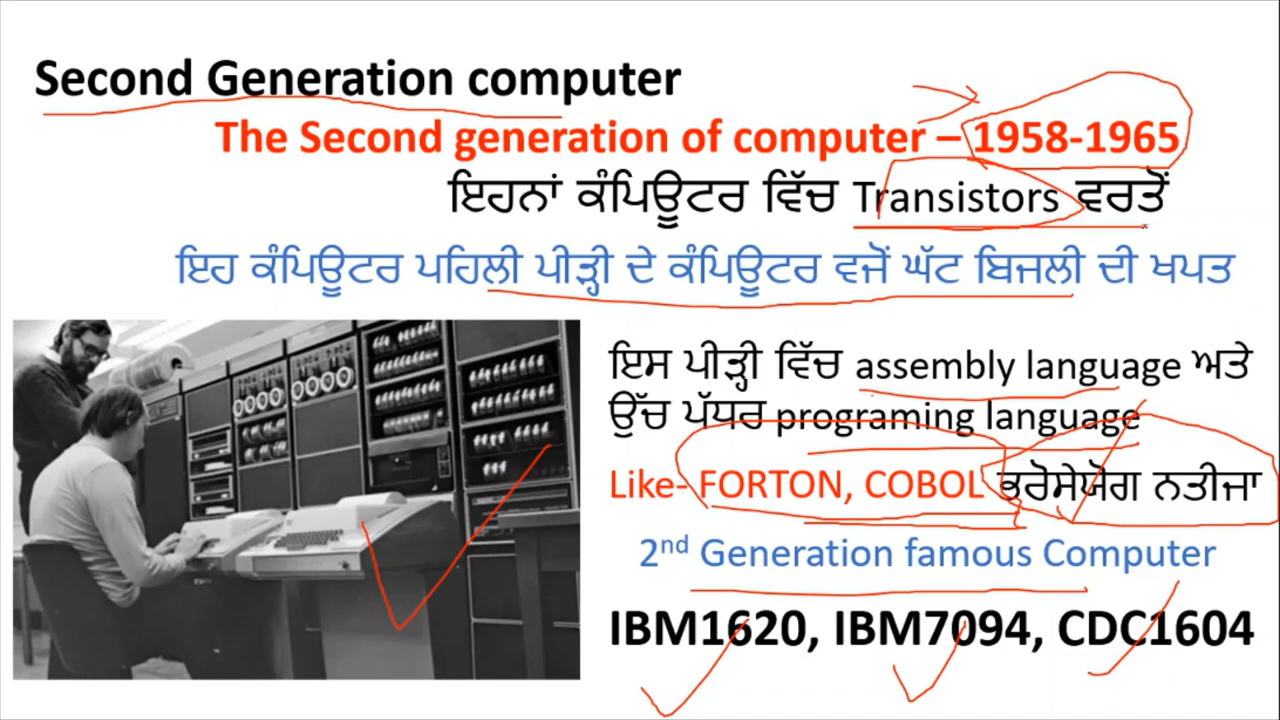 Second Generation computer
The Second generation of computer – 1958-1965
ਇਹਨਾਂ ਕੰਪਿਊਟਰ ਵਿੱਚ Transistors ਵਰਤੋਂ
ਇਹ ਕੰਪਿਊਟਰ ਪਹਿਲੀ ਪੀੜ੍ਹੀ ਦੇ ਕੰਪਿਊਟਰ ਵਜੋਂ ਘੱਟ ਬਿਜਲੀ ਦੀ ਖਪਤ
ਇਸ ਪੀੜ੍ਹੀ ਵਿੱਚ assembly language ਅਤੇ
ਉੱਚ ਪੱਧਰ programing language
Like- FORTON, COBOL ਭਰੋਸੇਯੋਗ ਨਤੀਜਾ
2nd Generation famous Computer
IBM1620, IBM7094, CDC1604